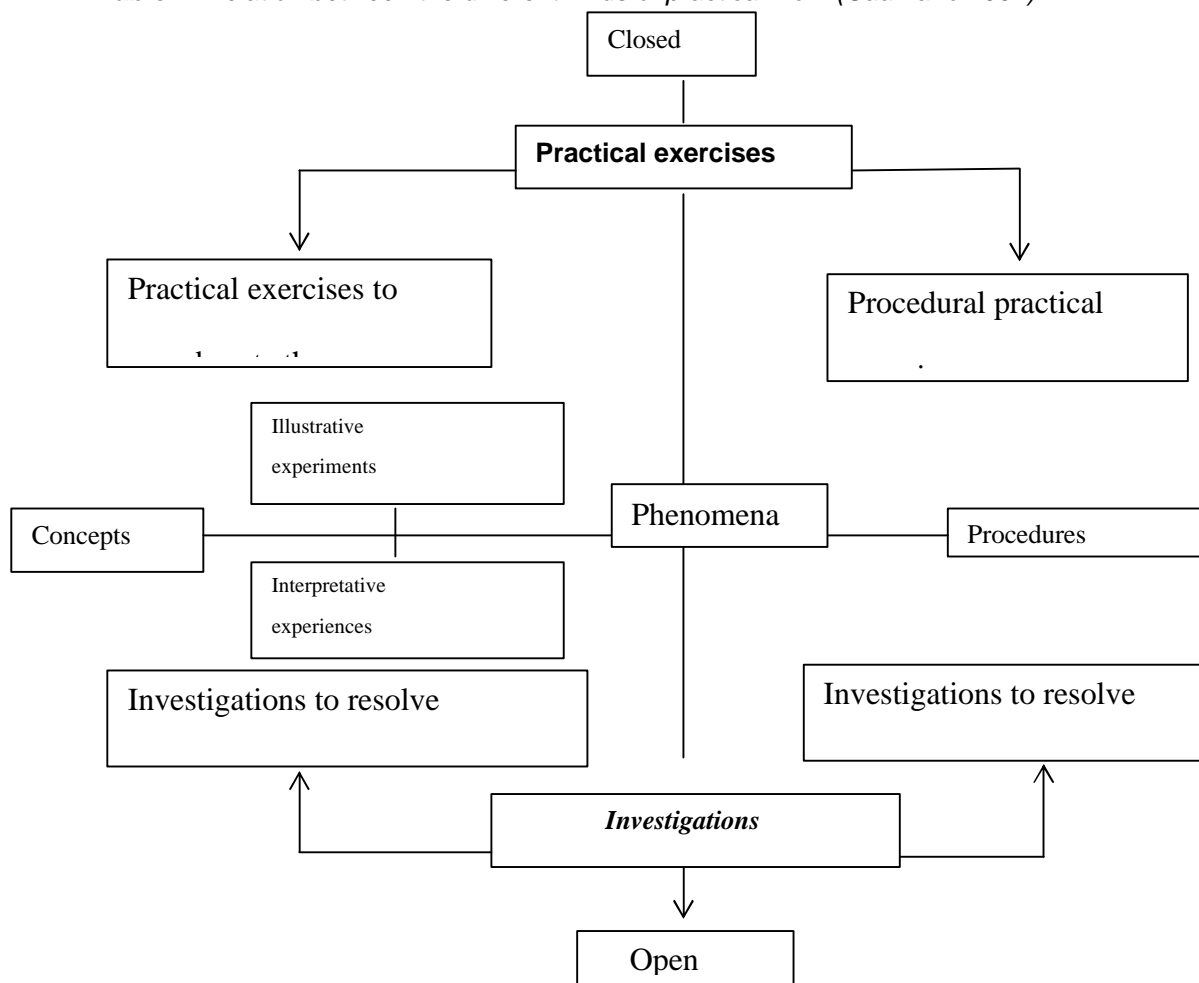 Closed
Practical exercises
Practical exercises to
Procedural practical
Illustrative
experiments
Concepts
Phenomena
Procedures
Interpretative
experiences
Investigations to resolve
Investigations to resolve
Investigations
Open